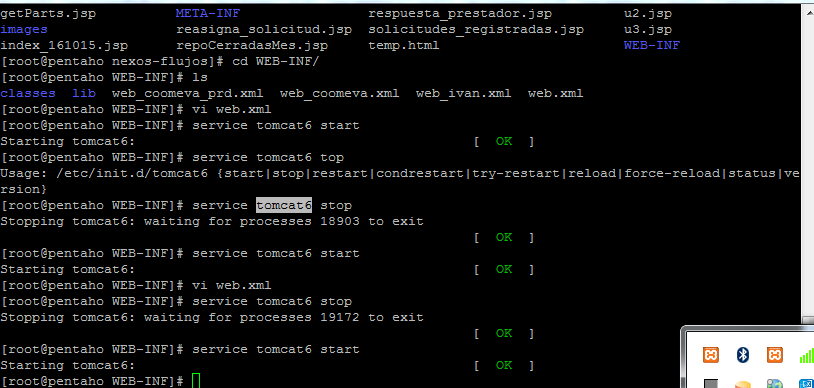 getParts.jsp META-INF respuesta_prestador.jsp u2.jsp
images reasigna_solicitud.jsp solicitudes_registradas.jsp u3.jsp
index_161015.jsp repoCerradasMes.jsp temp.html WEB-INF
[root@pentaho nexos-flujos]# cd WEB-INF/
[root@pentaho WEB-INF]# ls
classes lib web_coomeva_prd.xml web_coomeva.xml web_ivan.xml web.xml
[root@pentaho WEB-INF]# vi web.xml
[root@pentaho WEB-INF]# service tomcat6 start
Starting tomcat6: [ OK ]
[root@pentaho WEB-INF]# service tomcat6 top
Usage: /etc/init.d/tomcat6 {start|stop|restart|condrestart|try-restart|reload|force-reload|status|ve
rsion}
[root@pentaho WEB-INF]# service tomcat6 stop
Stopping tomcat6: waiting for processes 18903 to exit
[ OK ]
[root@pentaho WEB-INF]# service tomcat6 start
Starting tomcat6: [ OK ]
[root@pentaho WEB-INF]# vi web.xml
[root@pentaho WEB-INF]# service tomcat6 stop
Stopping tomcat6: waiting for processes 19172 to exit
[ OK ]
[root@pentaho WEB-INF]# service tomcat6 start
Starting tomcat6: [ OK ]
[root@pentaho WEB-INF]#